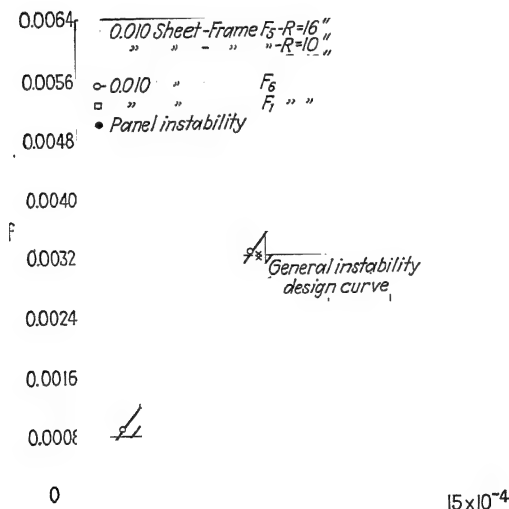 0.0064
0.010 Sheet-Frame F5-R=16"
" " - " "-R=10"
0.0056
0.010 " F6
" " F1 " "
Panel instability
0.0048
0.0040
f
0.0032
General instability
design curve
0.0024
0.0016
0.0008
0
15x10-4